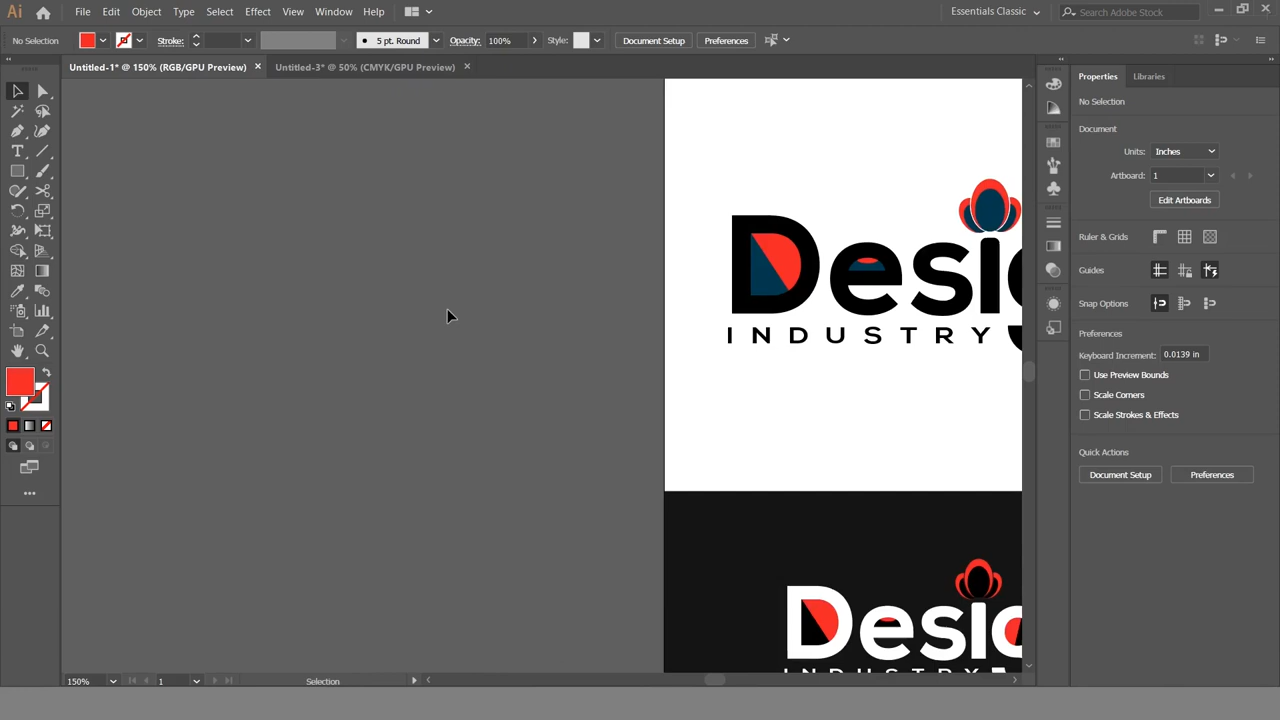 Ai File Edit Object Type Select Effect View Window Help Essentials Classic Search Adobe Stock
No Selection Stroke: 5 pt. Round Opacity: 100% Style: Document Setup Preferences
Untitled-1* @ 150% (RGB/GPU Preview) Untitled-3* @ 50% (CMYK/GPU Preview)
Properties Libraries
No Selection
Document
Units: Inches
Artboard: 1
Edit Artboards
Ruler & Grids
Guides
Snap Options
Preferences
Keyboard Increment: 0.0139 in
Use Preview Bounds
Scale Corners
Scale Strokes & Effects
Quick Actions
Document Setup Preferences
Desig
INDUSTRY
Desig
INDUSTRY
150% 1 Selection